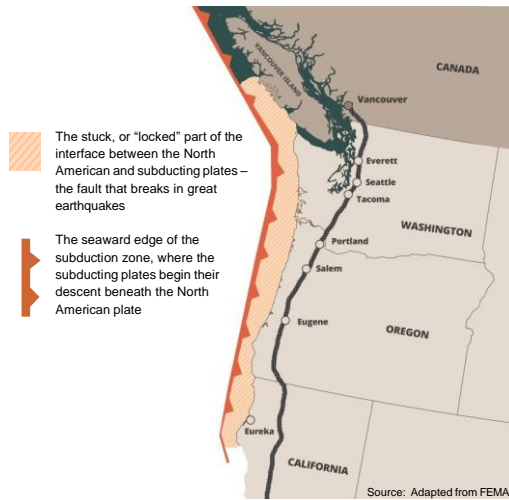 VANCOUVER ISLAND
CANADA
Vancouver
The stuck, or “locked” part of the
interface between the North
American and subducting plates –
the fault that breaks in great
earthquakes
Everett
Seattle
Tacoma
WASHINGTON
The seaward edge of the
subduction zone, where the
subducting plates begin their
descent beneath the North
American plate
Portland
Salem
Eugene
OREGON
Eureka
CALIFORNIA
Source: Adapted from FEMA